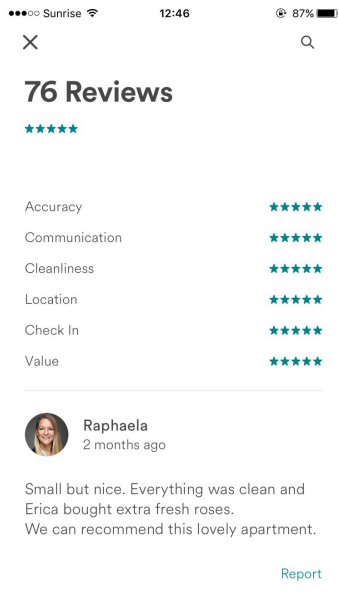 Sunrise 12:46 87%
76 Reviews
Accuracy
Communication
Cleanliness
Location
Check In
Value
Raphaela
2 months ago
Small but nice. Everything was clean and
Erica bought extra fresh roses.
We can recommend this lovely apartment.
Report